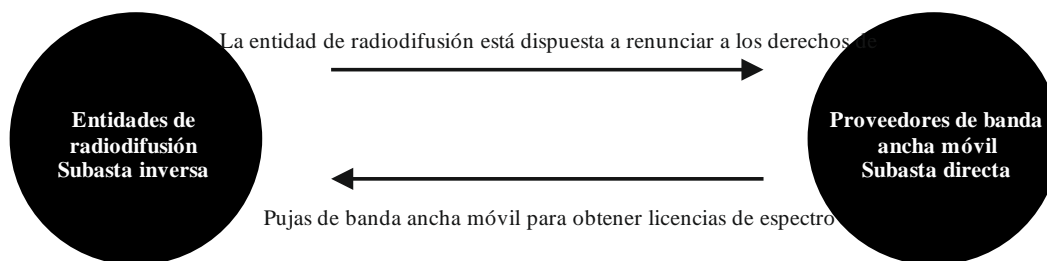 La entidad de radiodifusión está dispuesta a renunciar a los derechos de
Entidades de
radiodifusión
Subasta inversa
Proveedores de banda
ancha móvil
Subasta directa
Pujas de banda ancha móvil para obtener licencias de espectro